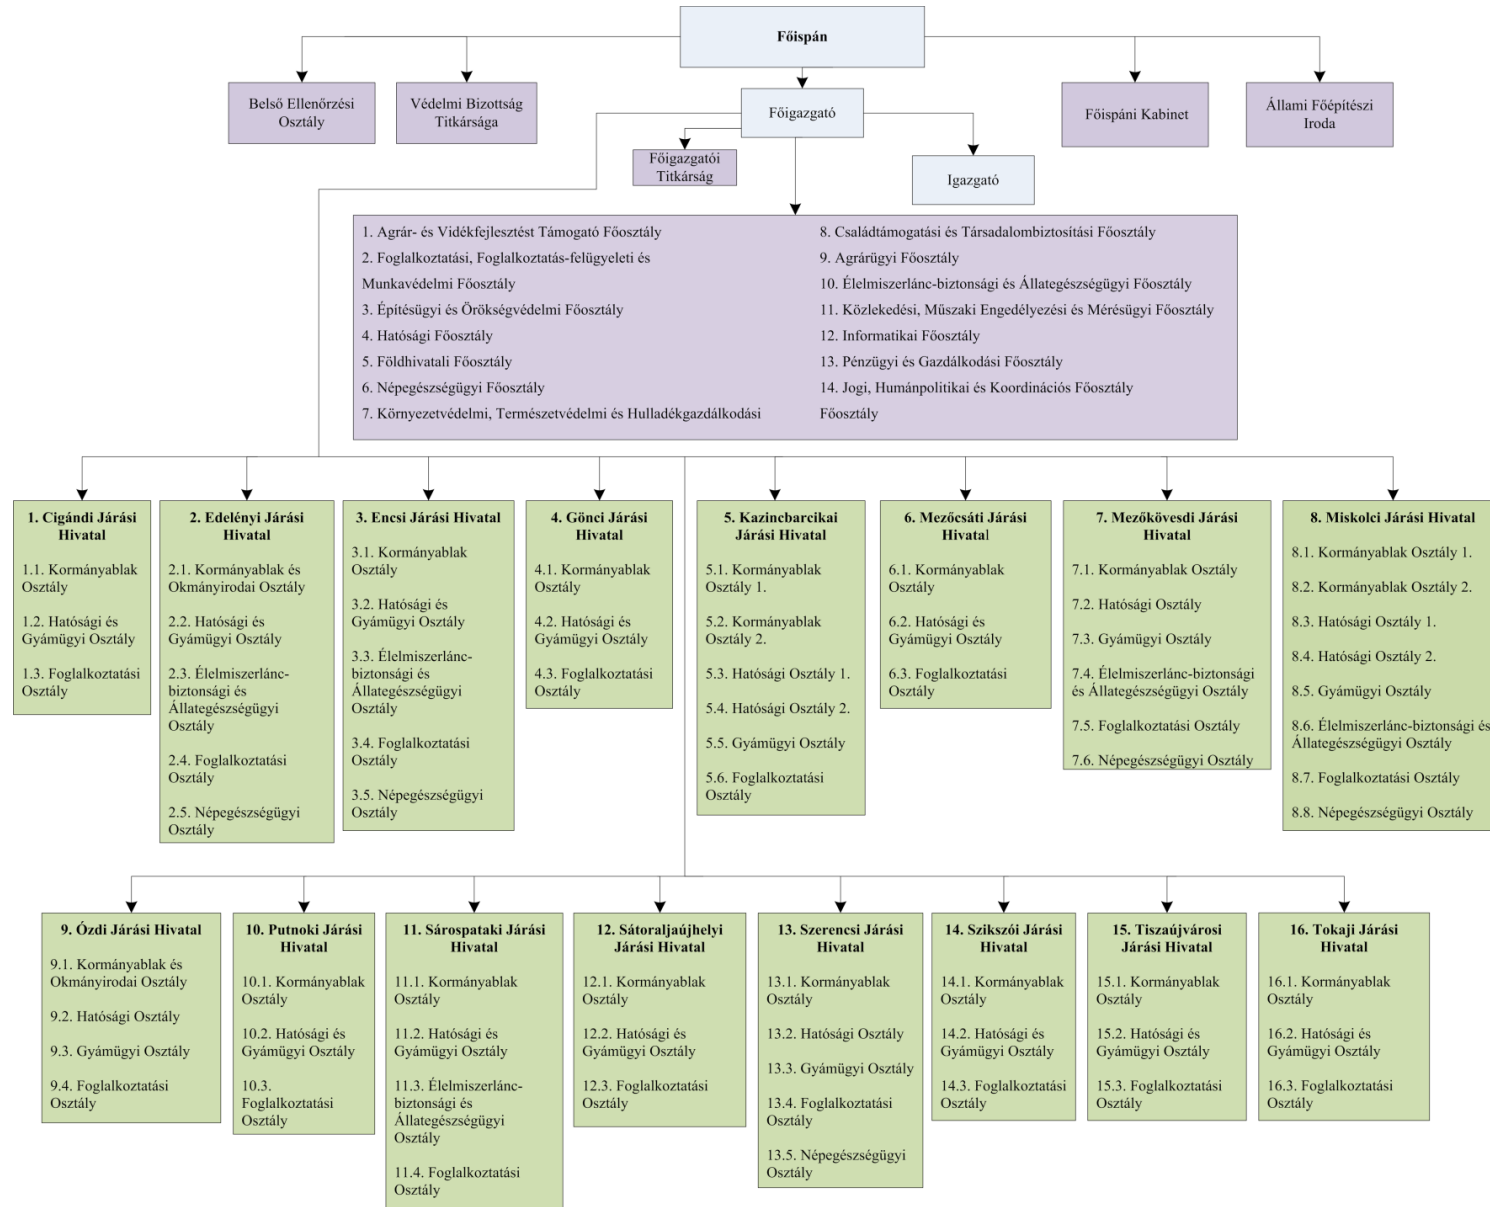 Főispán
Belső Ellenőrzési
Osztály
Védelmi Bizottság
Titkársága
Főigazgató
Főispáni Kabinet
Állami Főépítészi
Iroda
Főigazgatói
Titkárság
Igazgató
1. Agrár- és Vidékfejlesztést Támogató Főosztály
2. Foglalkoztatási, Foglalkoztatás-felügyeleti és
Munkavédelmi Főosztály
3. Építésügyi és Örökségvédelmi Főosztály
4. Hatósági Főosztály
5. Földhivatali Főosztály
6. Népegészségügyi Főosztály
7. Környezetvédelmi, Természetvédelmi és Hulladékgazdálkodási
8. Családtámogatási és Társadalombiztosítási Főosztály
9. Agrárügyi Főosztály
10. Élelmiszerlánc-biztonsági és Állategészségügyi Főosztály
11. Közlekedési, Műszaki Engedélyezési és Mérésügyi Főosztály
12. Informatikai Főosztály
13. Pénzügyi és Gazdálkodási Főosztály
14. Jogi, Humánpolitikai és Koordinációs Főosztály
Főosztály
1. Cigándi Járási
Hivatal
1.1. Kormányablak
Osztály
1.2. Hatósági és
Gyámügyi Osztály
1.3. Foglalkoztatási
Osztály
2. Edelényi Járási
Hivatal
2.1. Kormányablak és
Okmányirodai Osztály
2.2. Hatósági és
Gyámügyi Osztály
2.3. Élelmiszerlánc-
biztonsági és
Állategészségügyi
Osztály
2.4. Foglalkoztatási
Osztály
2.5. Népegészségügyi
Osztály
3. Encsi Járási Hivatal
3.1. Kormányablak
Osztály
3.2. Hatósági és
Gyámügyi Osztály
3.3. Élelmiszerlánc-
biztonsági és
Állategészségügyi
Osztály
3.4. Foglalkoztatási
Osztály
3.5. Népegészségügyi
Osztály
4. Gönci Járási
Hivatal
4.1. Kormányablak
Osztály
4.2. Hatósági és
Gyámügyi Osztály
4.3. Foglalkoztatási
Osztály
5. Kazincbarcikai
Járási Hivatal
5.1. Kormányablak
Osztály 1.
5.2. Kormányablak
Osztály 2.
5.3. Hatósági Osztály 1.
5.4. Hatósági Osztály 2.
5.5. Gyámügyi Osztály
5.6. Foglalkoztatási
Osztály
6. Mezőcsáti Járási
Hivatal
6.1. Kormányablak
Osztály
6.2. Hatósági és
Gyámügyi Osztály
6.3. Foglalkoztatási
Osztály
7. Mezőkövesdi Járási
Hivatal
7.1. Kormányablak Osztály
7.2. Hatósági Osztály
7.3. Gyámügyi Osztály
7.4. Élelmiszerlánc-biztonsági
és Állategészségügyi Osztály
7.5. Foglalkoztatási Osztály
7.6. Népegészségügyi Osztály
8. Miskolci Járási Hivatal
8.1. Kormányablak Osztály 1.
8.2. Kormányablak Osztály 2.
8.3. Hatósági Osztály 1.
8.4. Hatósági Osztály 2.
8.5. Gyámügyi Osztály
8.6. Élelmiszerlánc-biztonsági és
Állategészségügyi Osztály
8.7. Foglalkoztatási Osztály
8.8. Népegészségügyi Osztály
9. Ózdi Járási Hivatal
9.1. Kormányablak és
Okmányirodai Osztály
9.2. Hatósági Osztály
9.3. Gyámügyi Osztály
9.4. Foglalkoztatási
Osztály
10. Putnoki Járási
Hivatal
10.1. Kormányablak
Osztály
10.2. Hatósági és
Gyámügyi Osztály
10.3.
Foglalkoztatási
Osztály
11. Sárospataki Járási
Hivatal
11.1. Kormányablak
Osztály
11.2. Hatósági és
Gyámügyi Osztály
11.3. Élelmiszerlánc-
biztonsági és
Állategészségügyi
Osztály
11.4. Foglalkoztatási
Osztály
12. Sátoraljaújhelyi
Járási Hivatal
12.1. Kormányablak
Osztály
12.2. Hatósági és
Gyámügyi Osztály
12.3. Foglalkoztatási
Osztály
13. Szerencsi Járási
Hivatal
13.1. Kormányablak
Osztály
13.2. Hatósági Osztály
13.3. Gyámügyi Osztály
13.4. Foglalkoztatási
Osztály
13.5. Népegészségügyi
Osztály
14. Szikszói Járási
Hivatal
14.1. Kormányablak
Osztály
14.2. Hatósági és
Gyámügyi Osztály
14.3. Foglalkoztatási
Osztály
15. Tiszaújvárosi
Járási Hivatal
15.1. Kormányablak
Osztály
15.2. Hatósági és
Gyámügyi Osztály
15.3. Foglalkoztatási
Osztály
16. Tokaji Járási
Hivatal
16.1. Kormányablak
Osztály
16.2. Hatósági és
Gyámügyi Osztály
16.3. Foglalkoztatási
Osztály